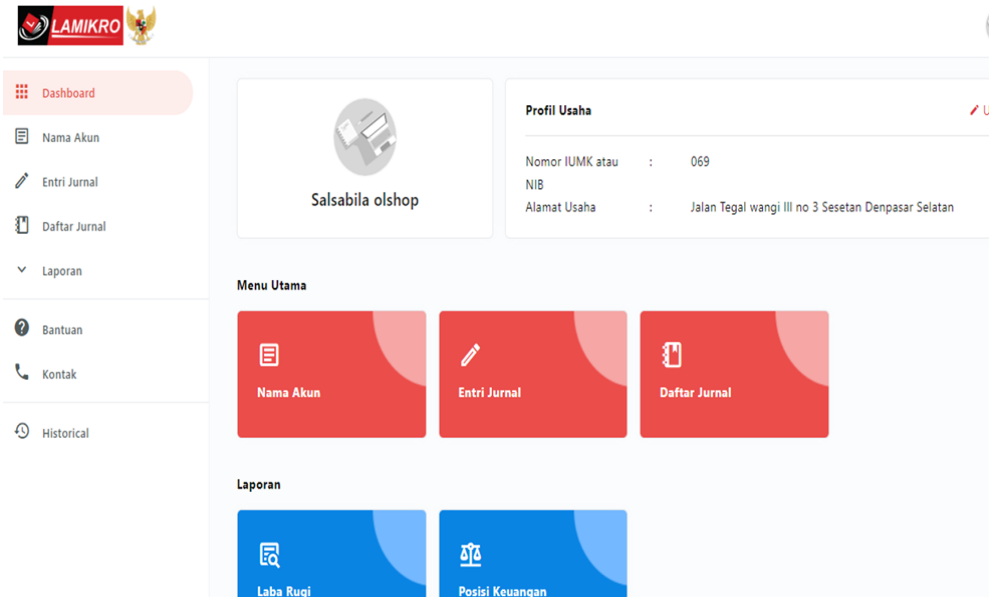 LAMIKRO
Dashboard
Nama Akun
Entri Jurnal
Daftar Jurnal
Laporan
Bantuan
Kontak
Historical
Salsabila olshop
Profil Usaha
U
Nomor IUMK atau : 069
NIB
Alamat Usaha : Jalan Tegal wangi III no 3 Sesetan Denpasar Selatan
Menu Utama
Nama Akun
Entri Jurnal
Daftar Jurnal
Laporan
Laba Rugi
Posisi Keuangan